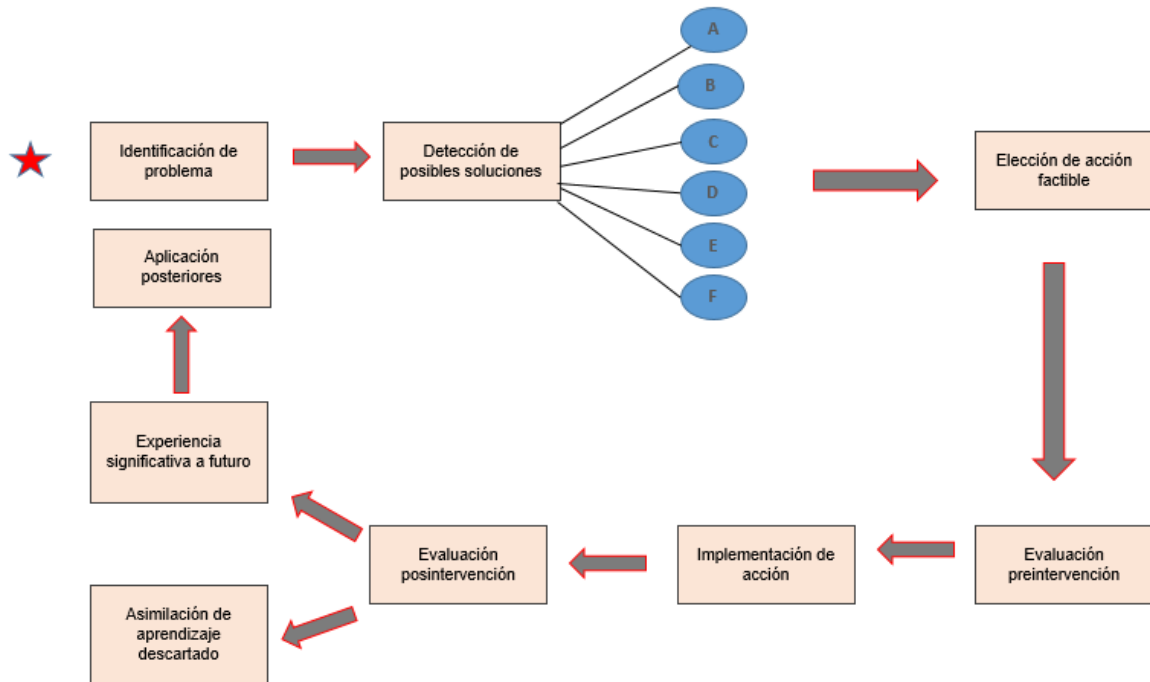 Identificación de
problema
Detección de
posibles soluciones
A
B
C
D
E
F
Elección de acción
factible
Aplicación
posteriores
Experiencia
significativa a futuro
Evaluación
posintervención
Implementación de
acción
Evaluación
preintervención
Asimilación de
aprendizaje
descartado